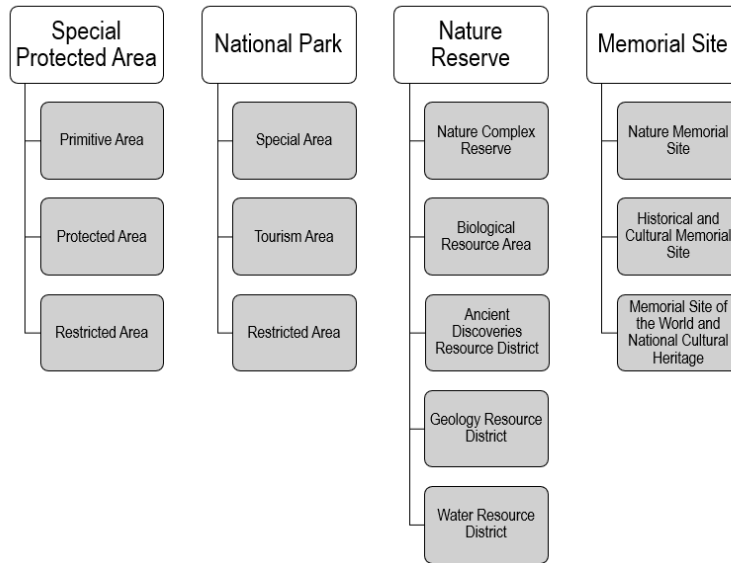 Special
Protected Area
Primitive Area
Protected Area
Restricted Area
National Park
Special Area
Tourism Area
Restricted Area
Nature
Reserve
Nature Complex
Reserve
Biological
Resource Area
Ancient
Discoveries
Resource District
Geology Resource
District
Water Resource
District
Memorial Site
Nature Memorial
Site
Historical and
Cultural Memorial
Site
Memorial Site of
the World and
National Cultural
Heritage